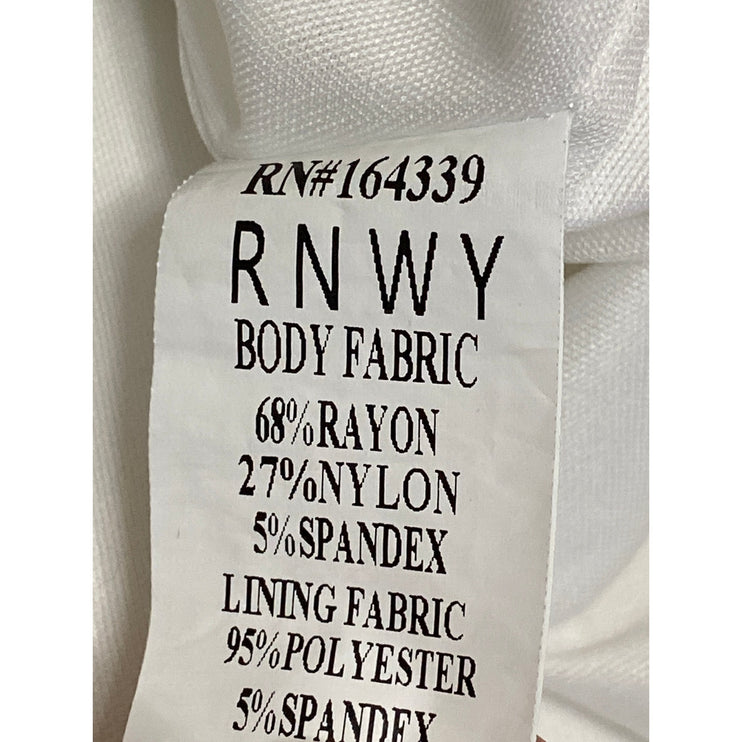 RN#164339
RNWY
BODY FABRIC
68%RAYON
27%NYLON
5%SPANDEX
LINING FABRIC
95%POLYESTER
5%SPANDEX